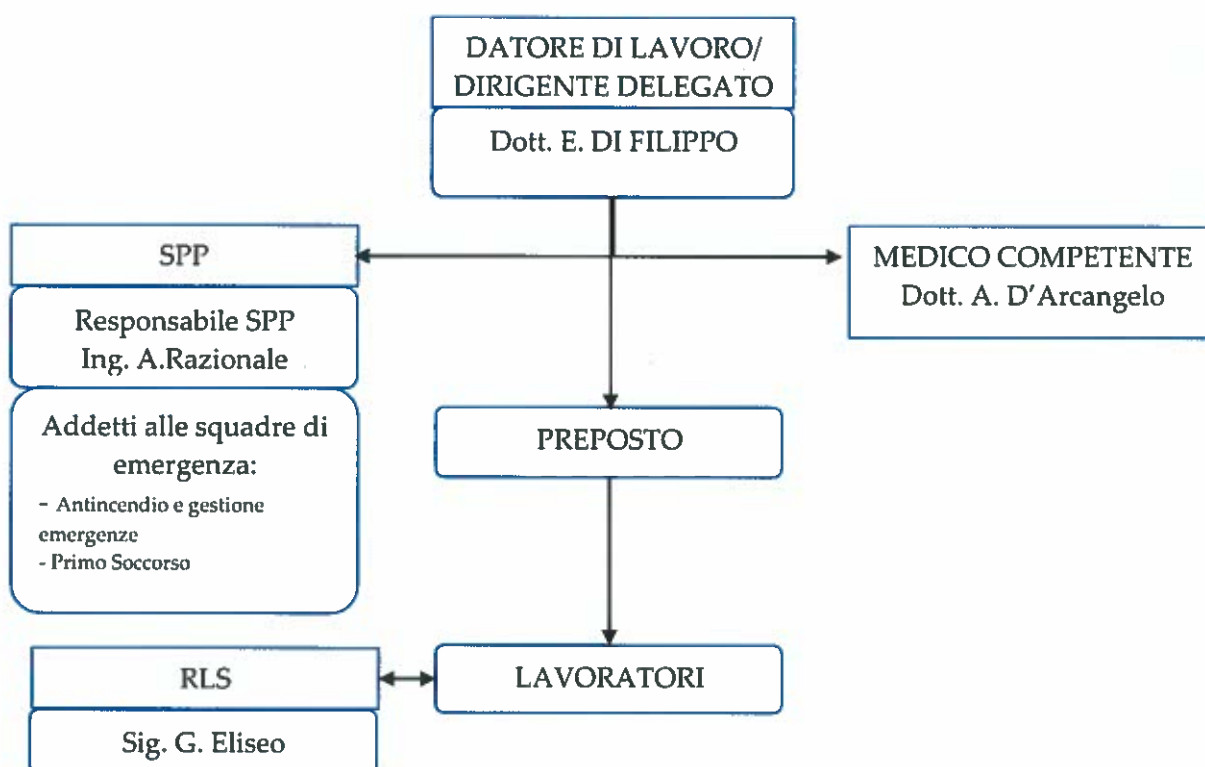 DATORE DI LAVORO/
DIRIGENTE DELEGATO
Dott. E. DI FILIPPO
SPP
Responsabile SPP
Ing. A.Razionale
Addetti alle squadre di
emergenza:
- Antincendio e gestione
emergenze
- Primo Soccorso
MEDICO COMPETENTE
Dott. A. D'Arcangelo
PREPOSTO
LAVORATORI
RLS
Sig. G. Eliseo